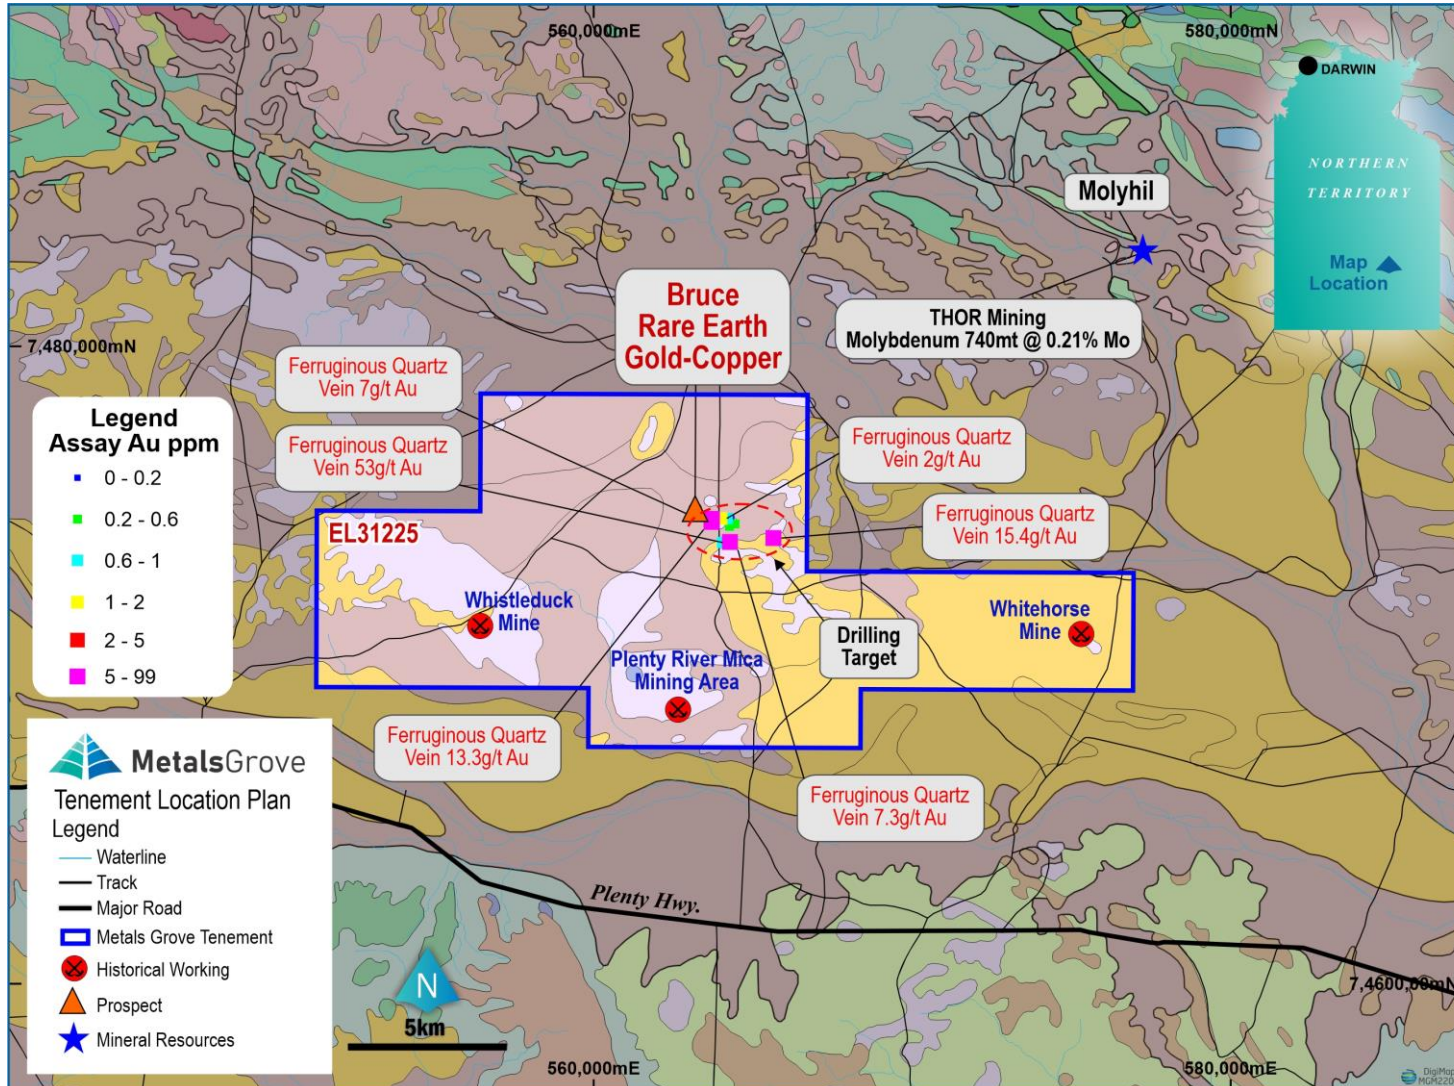 560,000mE
580,000mN
DARWIN
NORTHERN
TERRITORY
Map
Location
Molyhil
THOR Mining
Molybdenum 740mt @ 0.21% Mo
Bruce
Rare Earth
Gold-Copper
7,480,000mN
Ferruginous Quartz
Vein 7g/t Au
Ferruginous Quartz
Vein 53g/t Au
Ferruginous Quartz
Vein 2g/t Au
Ferruginous Quartz
Vein 15.4g/t Au
Legend
Assay Au ppm
0 - 0.2
0.2 - 0.6
0.6 - 1
1 - 2
2 - 5
5 - 99
EL31225
Whistleduck
Mine
Plenty River Mica
Mining Area
Drilling
Target
Whitehorse
Mine
Ferruginous Quartz
Vein 13.3g/t Au
Ferruginous Quartz
Vein 7.3g/t Au
MetalsGrove
Tenement Location Plan
Legend
Waterline
Track
Major Road
Metals Grove Tenement
Historical Working
Prospect
Mineral Resources
Plenty Hwy.
N
5km
7,4600,00mN
560,000mE
580,000mE
DigiMap